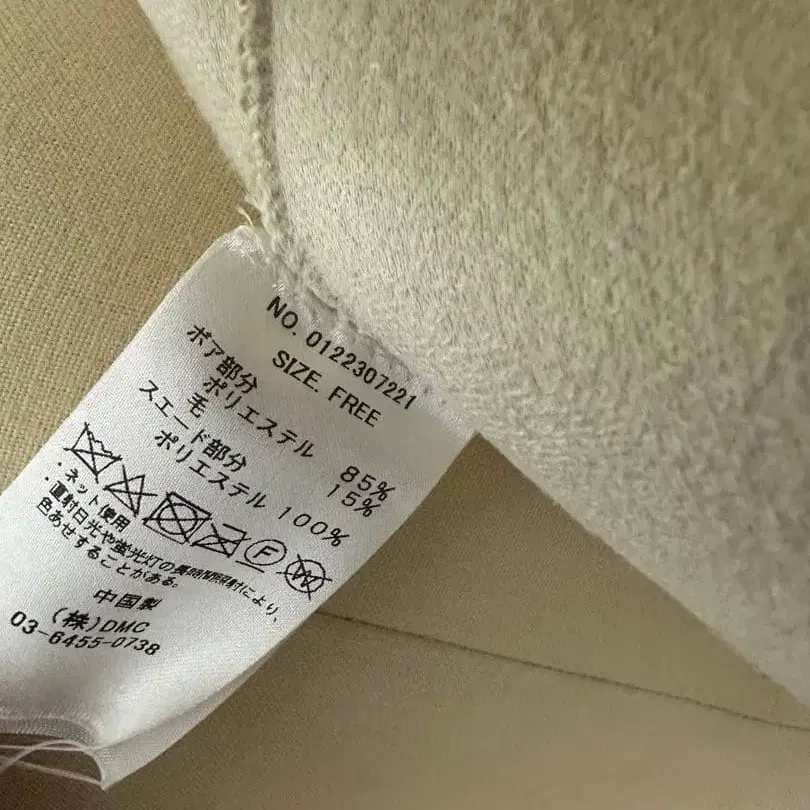 NO. 0122307221
SIZE. FREE
ボア部分
ポリエステル 85%
毛 15%
スエード部分
ポリエステル 100%
F W
・ネット使用
・直射日光や蛍光灯の長時間照射により、
色あせすることがある。
中国製
(株)DMC
03-6455-0738